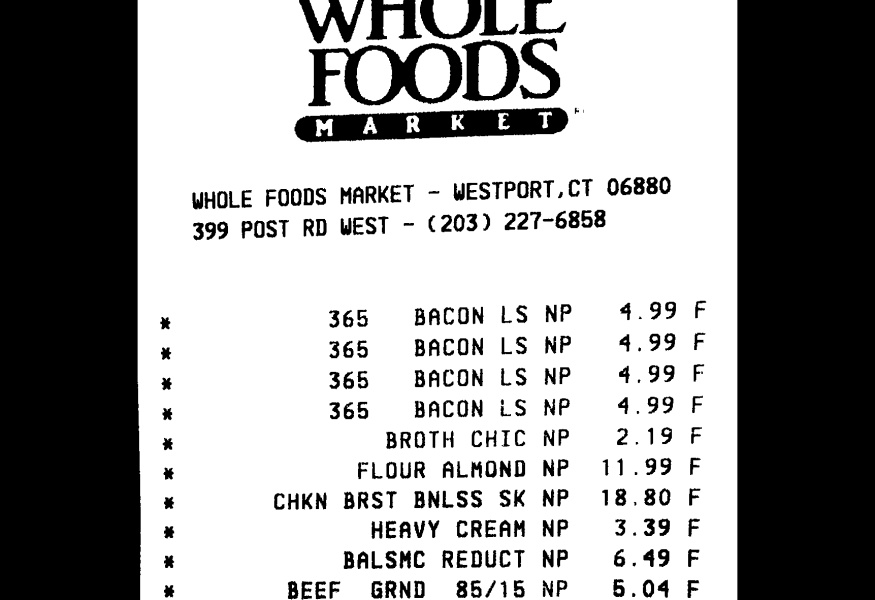 WHOLE
FOODS
MARKET
WHOLE FOODS MARKET - WESTPORT,CT 06880
399 POST RD WEST - (203) 227-6858
* 365 BACON LS NP 4.99 F
* 365 BACON LS NP 4.99 F
* 365 BACON LS NP 4.99 F
* 365 BACON LS NP 4.99 F
* BROTH CHIC NP 2.19 F
* FLOUR ALMOND NP 11.99 F
* CHKN BRST BNLSS SK NP 18.80 F
* HEAVY CREAM NP 3.39 F
* BALSMC REDUCT NP 6.49 F
* BEEF GRND 85/15 NP 5.04 F